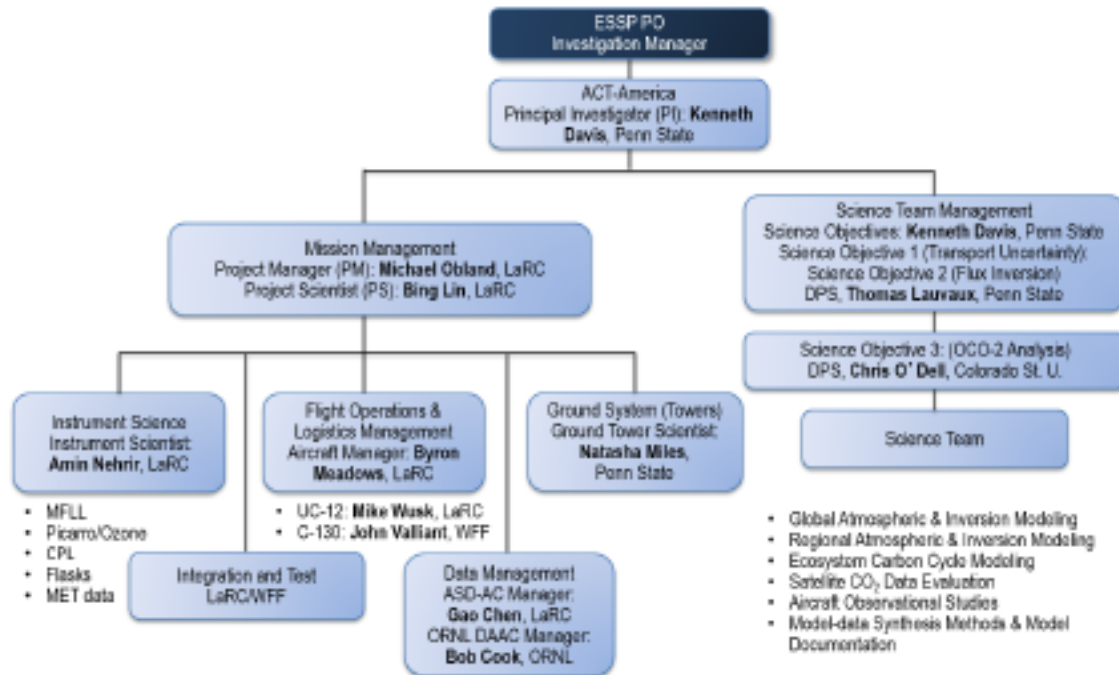 ESSP PO
Investigation Manager
ACT-America
Principal Investigator (PI): Kenneth
Davis, Penn State
Mission Management
Project Manager (PM): Michael Obland, LaRC
Project Scientist (PS): Bing Lin, LaRC
Science Team Management
Science Objectives: Kenneth Davis, Penn State
Science Objective 1 (Transport Uncertainty):
Science Objective 2 (Flux Inversion)
DPS, Thomas Lauvaux, Penn State
Science Objective 3: (OCO-2 Analysis)
DPS, Chris O' Dell, Colorado St. U.
Science Team
Instrument Science
Instrument Scientist:
Amin Nehrir, LaRC
• MFLL
• Picarro/Ozone
• CPL
• Flasks
• MET data
Flight Operations &
Logistics Management
Aircraft Manager: Byron
Meadows, LaRC
• UC-12: Mike Wusk, LaRC
• C-130: John Valliant, WFF
Ground System (Towers)
Ground Tower Scientist:
Natasha Miles,
Penn State
Integration and Test
LaRC/WFF
Data Management
ASD-AC Manager:
Gao Chen, LaRC
ORNL DAAC Manager:
Bob Cook, ORNL
• Global Atmospheric & Inversion Modeling
• Regional Atmospheric & Inversion Modeling
• Ecosystem Carbon Cycle Modeling
• Satellite CO₂ Data Evaluation
• Aircraft Observational Studies
• Model-data Synthesis Methods & Model
Documentation